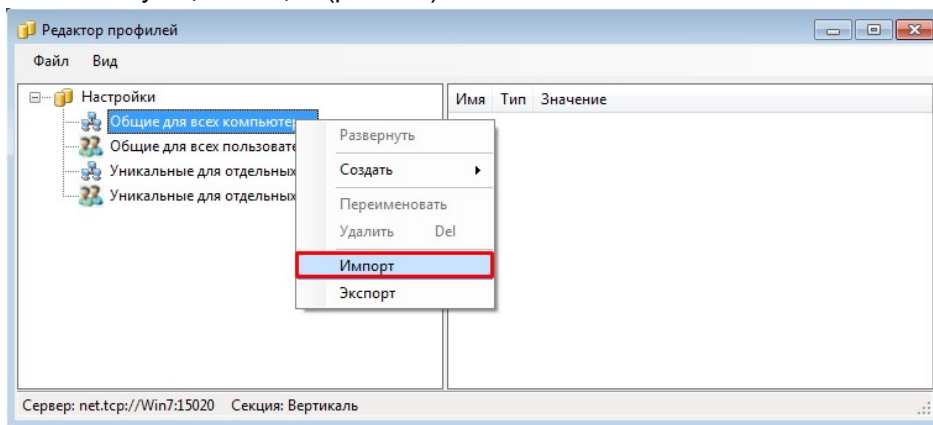 Редактор профилей
Файл Вид
Настройки
Имя Тип Значение
Общие для всех компьютер
Развернуть
Общие для всех пользовате
Создать
Уникальные для отдельных
Уникальные для отдельных
Переименовать
Удалить Del
Импорт
Экспорт
Сервер: net.tcp://Win7:15020 Секция: Вертикаль